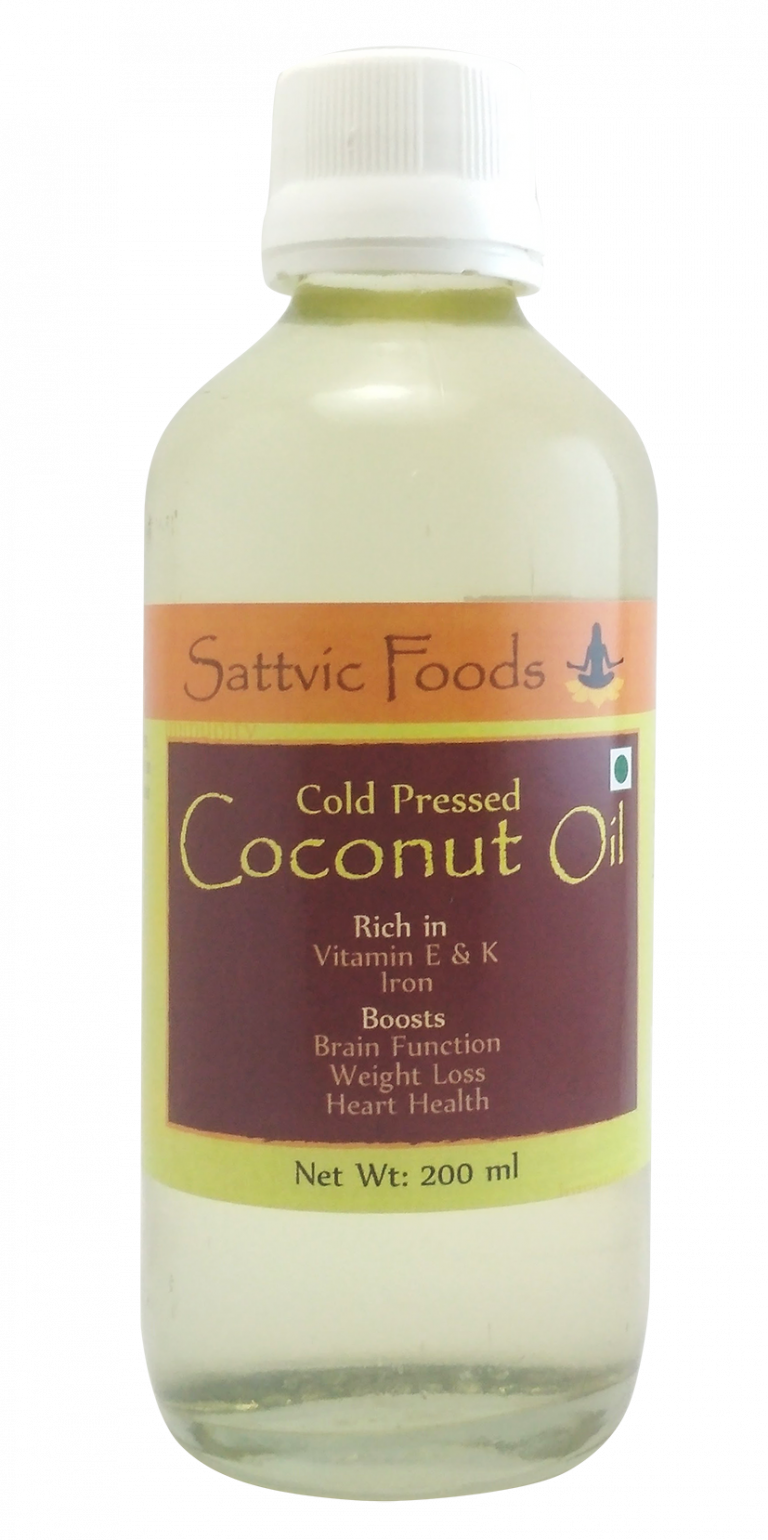 Sattvic Foods
Cold Pressed
Coconut Oil
Rich in
Vitamin E & K
Iron
Boosts
Brain Function
Weight Loss
Heart Health
Net Wt: 200 ml